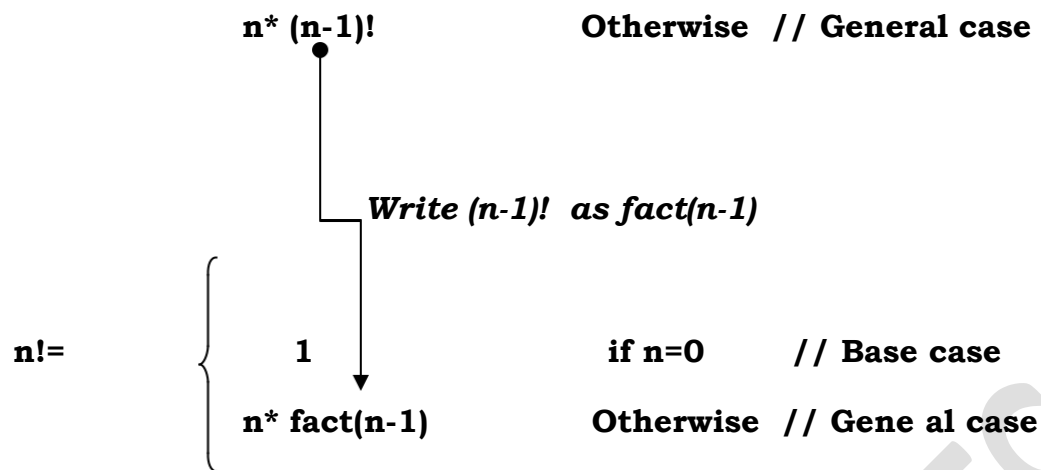 n* (n-1)! Otherwise // General case
Write (n-1)! as fact(n-1)
n!= 1 if n=0 // Base case
n* fact(n-1) Otherwise // Gene al case